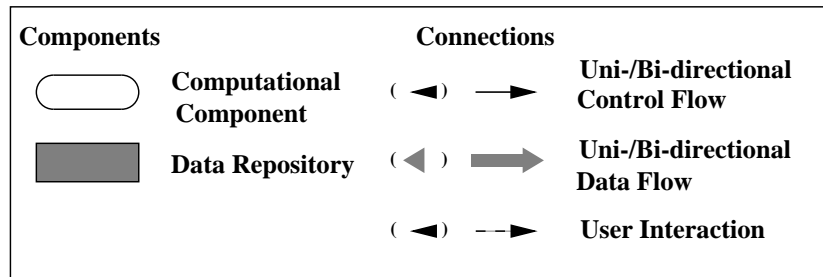 Components
Computational
Component
Data Repository
Connections
( ) Uni-/Bi-directional
Control Flow
( ) Uni-/Bi-directional
Data Flow
( ) User Interaction